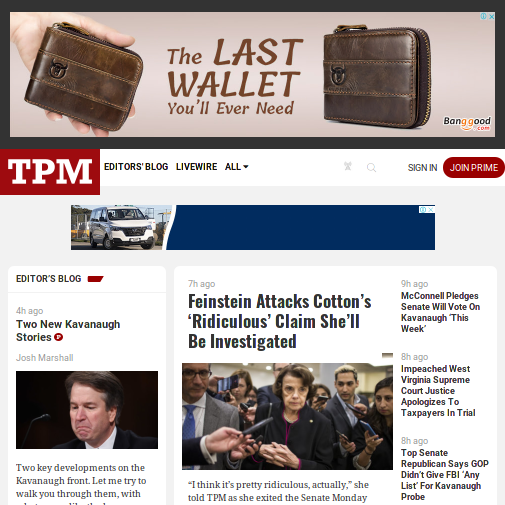 The LAST
WALLET
You'll Ever Need
Banggood
.com
TPM
EDITORS' BLOG LIVEWIRE ALL
SIGN IN JOIN PRIME
EDITOR'S BLOG
4h ago
Two New Kavanaugh
Stories P
Josh Marshall
Two key developments on the
Kavanaugh front. Let me try to
walk you through them, with
7h ago
Feinstein Attacks Cotton's
'Ridiculous' Claim She'll
Be Investigated
"I think it's pretty ridiculous, actually," she
told TPM as she exited the Senate Monday
9h ago
McConnell Pledges
Senate Will Vote On
Kavanaugh 'This
Week'
8h ago
Impeached West
Virginia Supreme
Court Justice
Apologizes To
Taxpayers In Trial
8h ago
Top Senate
Republican Says GOP
Didn't Give FBI 'Any
List' For Kavanaugh
Probe